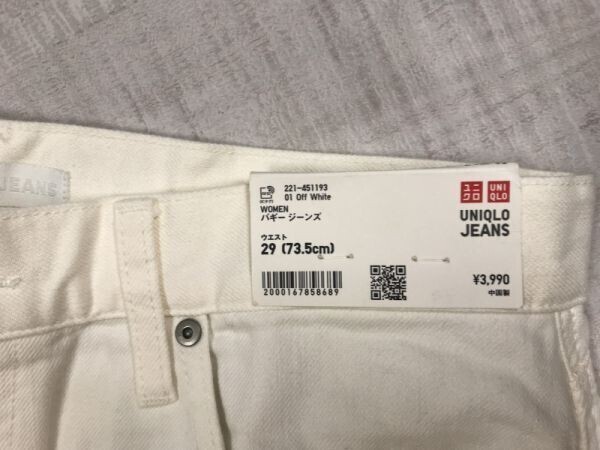 JEANS
221-451193
01 Off White
WOMEN
バギー ジーンズ
ウエスト
29 (73.5cm)
2000167858689
ユニ
クロ
UNI
QLO
UNIQLO
JEANS
¥3,990
中国製